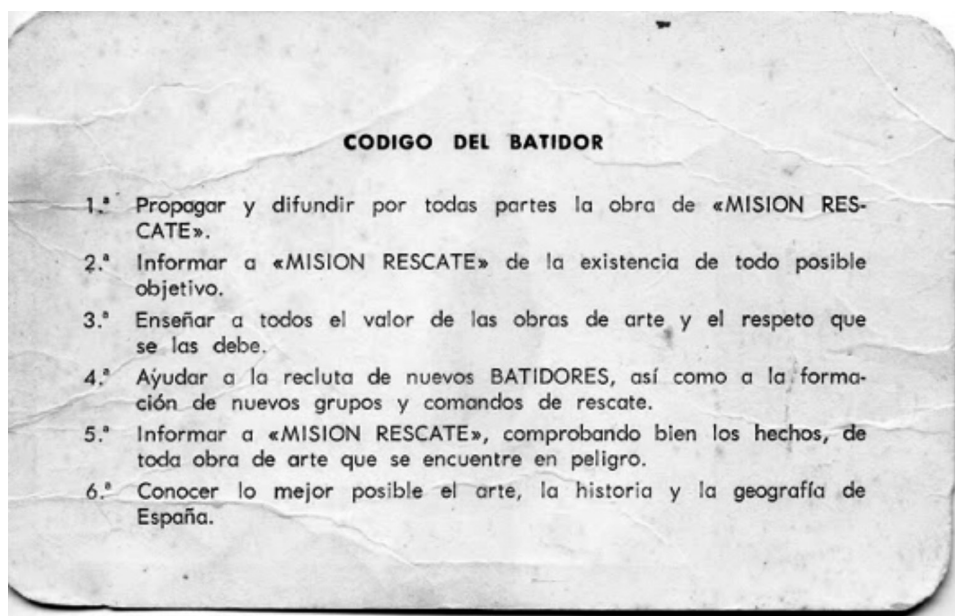 CODIGO DEL BATIDOR
1.ª Propagar y difundir por todas partes la obra de «MISION RES-
CATE».
2.ª Informar a «MISION RESCATE» de la existencia de todo posible
objetivo.
3.ª Enseñar a todos el valor de las obras de arte y el respeto que
se las debe.
4.ª Ayudar a la recluta de nuevos BATIDORES, así como a la forma-
ción de nuevos grupos y comandos de rescate.
5.ª Informar a «MISION RESCATE», comprobando bien los hechos, de
toda obra de arte que se encuentre en peligro.
6.ª Conocer lo mejor posible el arte, la historia y la geografía de
España.